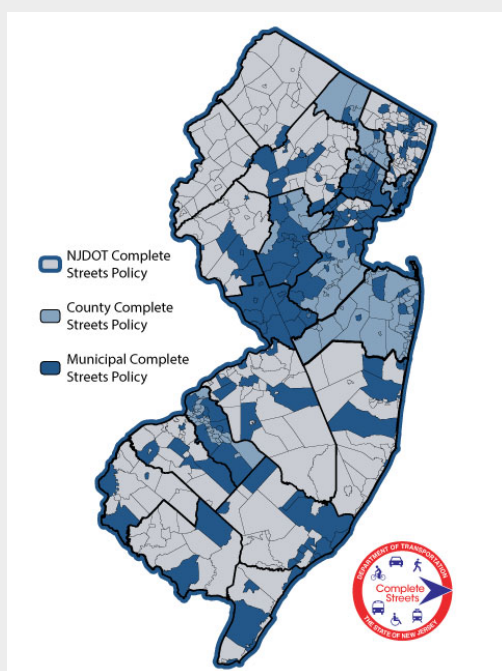 NJDOT Complete
Streets Policy
County Complete
Streets Policy
Municipal Complete
Streets Policy
DEPARTMENT OF TRANSPORTATION
Complete
Streets
THE STATE OF NEW JERSEY